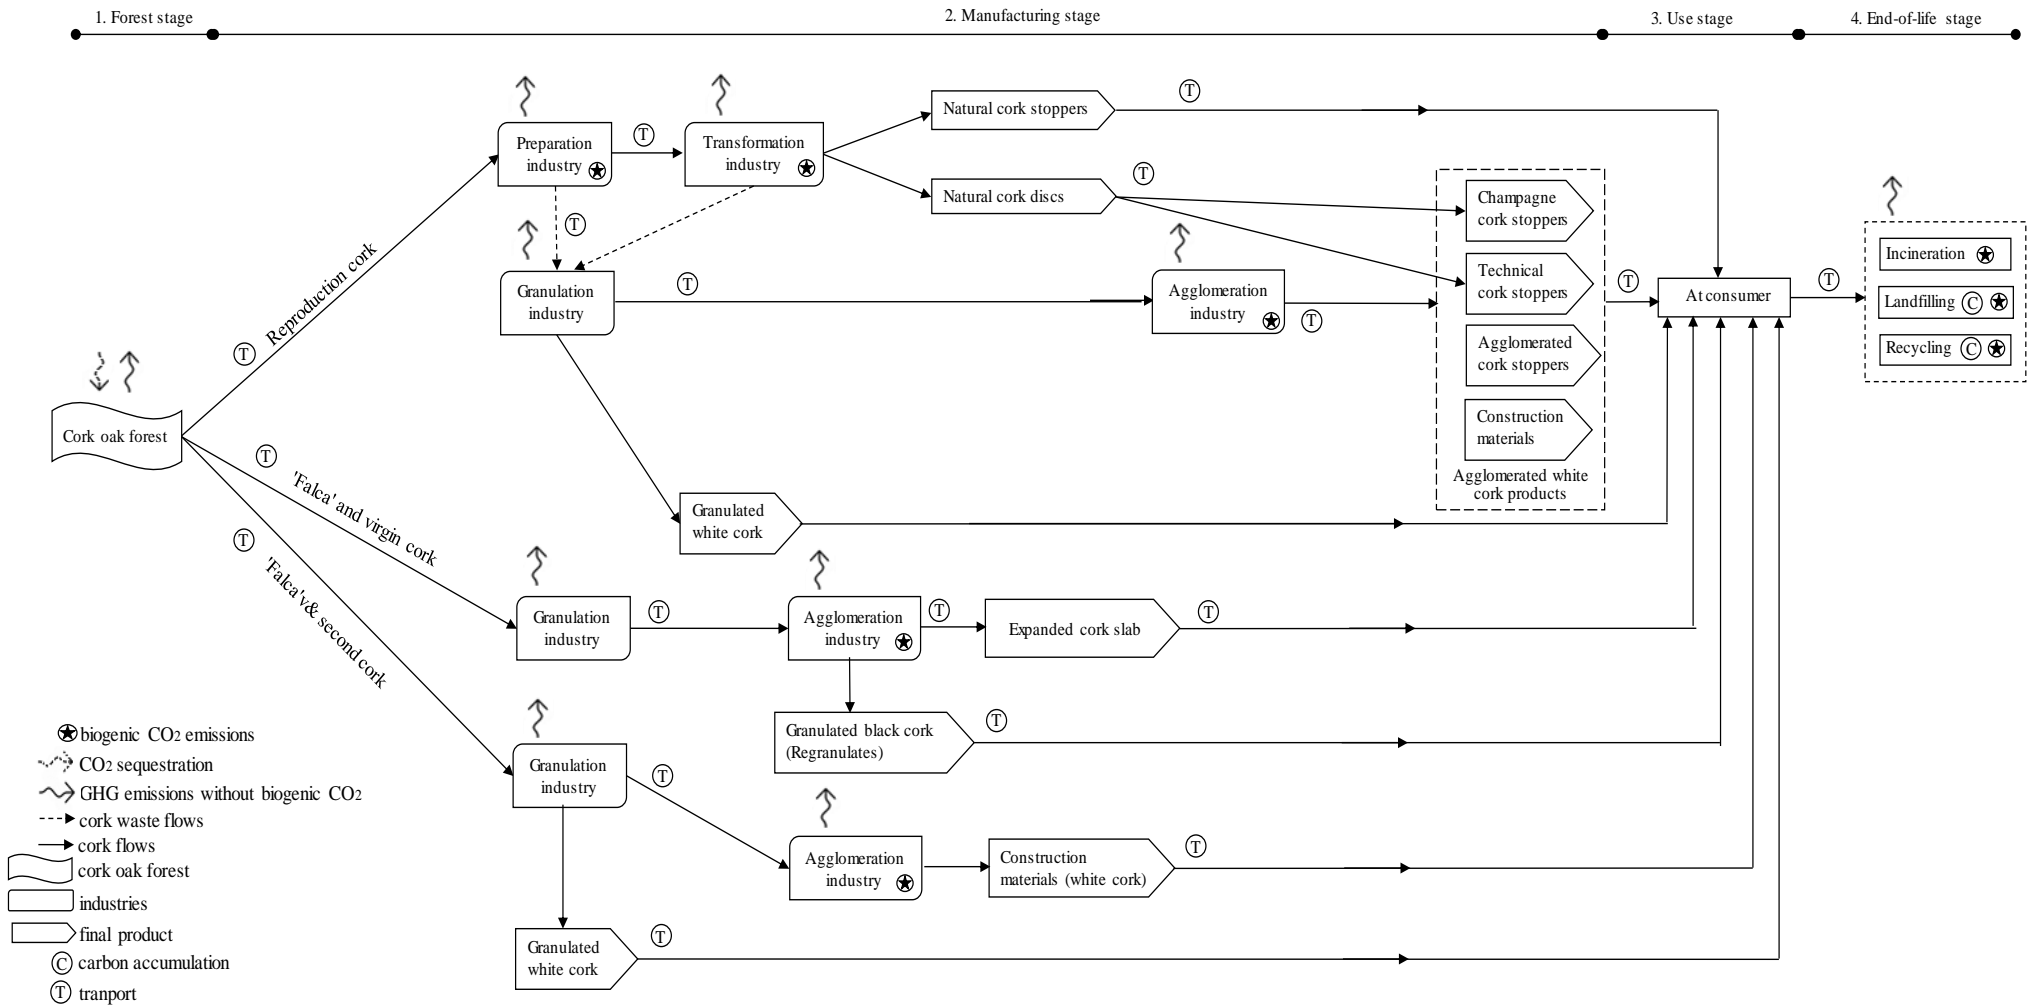 1. Forest stage
2. Manufacturing stage
3. Use stage
4. End-of-life stage
T
Natural cork stoppers
Preparation
industry
T
Transformation
industry
T
Natural cork discs
Champagne
cork stoppers
T
Reproduction cork
T
Granulation
industry
T
Agglomeration
industry
T
Technical
cork stoppers
T
At consumer
T
Incineration
Landfilling C
Recycling C
Agglomerated
cork stoppers
Construction
materials
Agglomerated white
cork products
Cork oak forest
T
'Falca' and virgin cork
T
'Falca'v& second cork
Granulated
white cork
Granulation
industry
T
Agglomeration
industry
T
Expanded cork slab
T
Granulated black cork
(Regranulates)
T
Granulation
industry
T
Agglomeration
industry
Construction
materials (white cork)
T
Granulated
white cork
T
biogenic CO2 emissions
CO2 sequestration
GHG emissions without biogenic CO2
cork waste flows
cork flows
cork oak forest
industries
final product
C carbon accumulation
T tranport